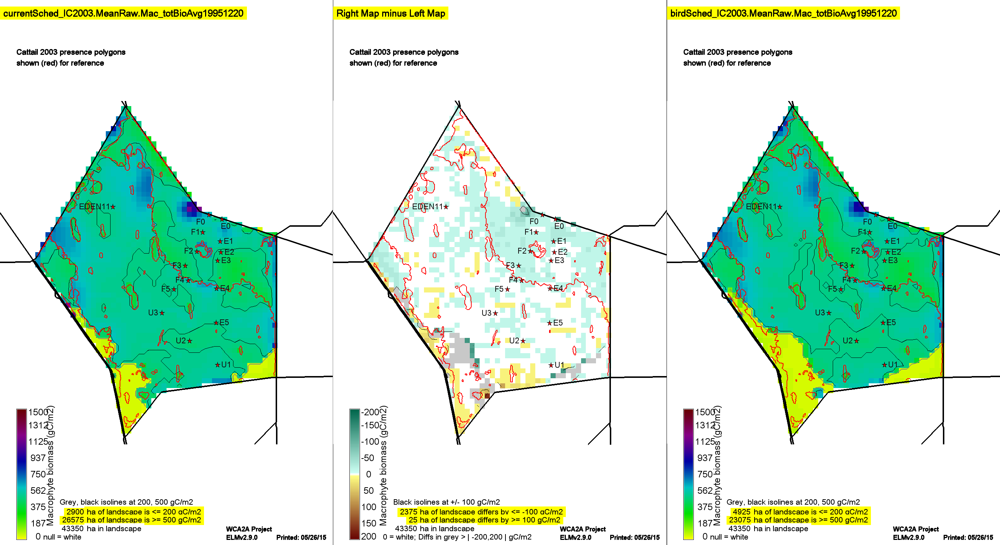 currentSched_IC2003.MeanRaw.Mac_totBioAvg19951220
Cattail 2003 presence polygons
shown (red) for reference
EDEN11
F0
E0
F1
E1
F2
E2
E3
F3
F4
F5
E4
U3
E5
U2
U1
1500
1312
1125
937
750
562
375
187
0
Macrophyte biomass (gC/m2)
Grey, black isolines at 200, 500 gC/m2
2900 ha of landscape is <= 200 gC/m2
26575 ha of landscape is >= 500 gC/m2
43350 ha in landscape
null = white
WCA2A Project
ELMv2.9.0
Printed: 05/26/15
Right Map minus Left Map
Cattail 2003 presence polygons
shown (red) for reference
EDEN11
F0
E0
F1
E1
F2
E2
E3
F3
F4
F5
E4
U3
E5
U2
U1
-200
-150
-100
-50
0
50
100
150
200
Macrophyte biomass (gC/m2)
Black isolines at +/- 100 gC/m2
2375 ha of landscape differs by <= -100 gC/m2
25 ha of landscape differs by >= 100 gC/m2
43350 ha in landscape
0 = white; Diffs in grey > | -200,200 | gC/m2
WCA2A Project
ELMv2.9.0
Printed: 05/26/15
birdSched_IC2003.MeanRaw.Mac_totBioAvg19951220
Cattail 2003 presence polygons
shown (red) for reference
EDEN11
F0
E0
F1
E1
F2
E2
E3
F3
F4
F5
E4
U3
E5
U2
U1
1500
1312
1125
937
750
562
375
187
0
Macrophyte biomass (gC/m2)
Grey, black isolines at 200, 500 gC/m2
4925 ha of landscape is <= 200 gC/m2
23075 ha of landscape is >= 500 gC/m2
43350 ha in landscape
null = white
WCA2A Project
ELMv2.9.0
Printed: 05/26/15